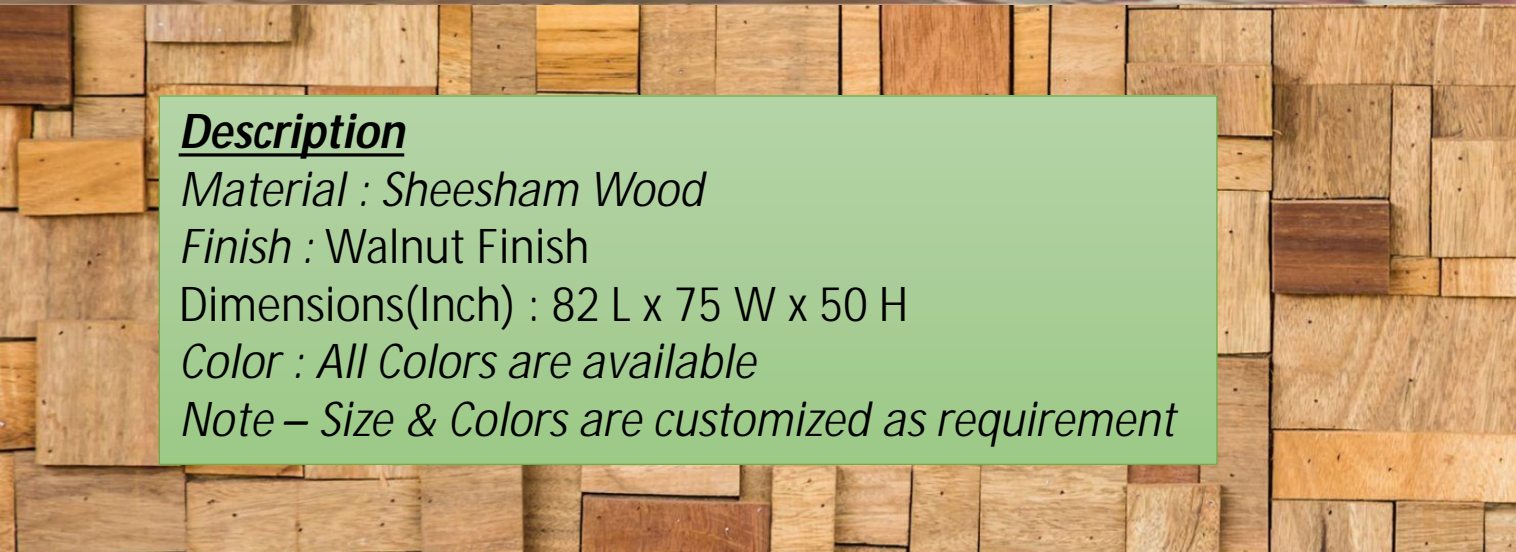 Description
Material : Sheesham Wood
Finish : Walnut Finish
Dimensions(Inch) : 82 L x 75 W x 50 H
Color : All Colors are available
Note – Size & Colors are customized as requirement